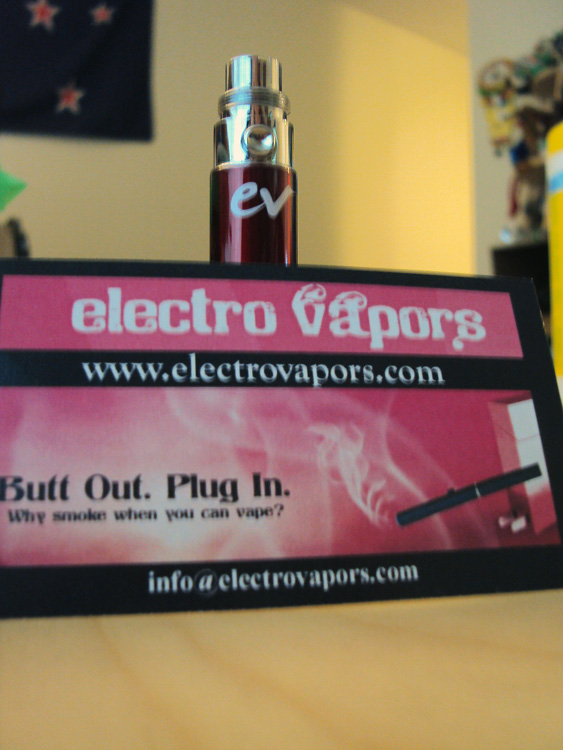 ev
electro vapors
www.electrovapors.com
Butt Out. Plug In.
Why smoke when you can vape?
info@electrovapors.com